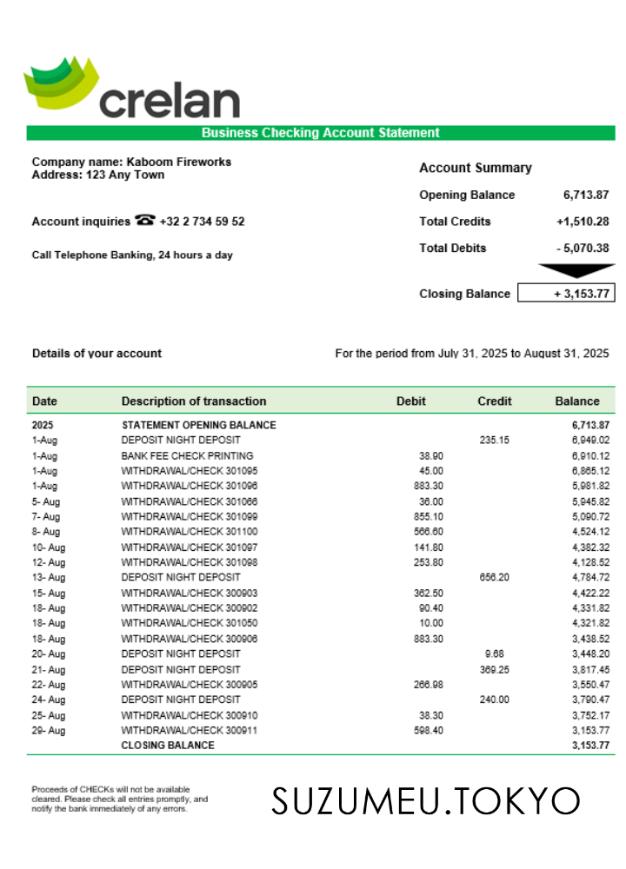 crelan
Business Checking Account Statement
Company name: Kaboom Fireworks
Address: 123 Any Town
Account inquiries ☎ +32 2 734 59 52
Call Telephone Banking, 24 hours a day
Account Summary
Opening Balance 6,713.87
Total Credits +1,510.28
Total Debits - 5,070.38
Closing Balance + 3,153.77
Details of your account For the period from July 31, 2025 to August 31, 2025
Date Description of transaction Debit Credit Balance
2025 STATEMENT OPENING BALANCE 6,713.87
1-Aug DEPOSIT NIGHT DEPOSIT 235.15 6,949.02
1-Aug BANK FEE CHECK PRINTING 38.90 6,910.12
1-Aug WITHDRAWAL/CHECK 301095 45.00 6,865.12
1-Aug WITHDRAWAL/CHECK 301096 883.30 5,981.82
5- Aug WITHDRAWAL/CHECK 301066 36.00 5,945.82
7- Aug WITHDRAWAL/CHECK 301099 855.10 5,090.72
8- Aug WITHDRAWAL/CHECK 301100 566.60 4,524.12
10- Aug WITHDRAWAL/CHECK 301097 141.80 4,382.32
12- Aug WITHDRAWAL/CHECK 301098 253.80 4,128.52
13- Aug DEPOSIT NIGHT DEPOSIT 656.20 4,784.72
15- Aug WITHDRAWAL/CHECK 300903 362.50 4,422.22
18- Aug WITHDRAWAL/CHECK 300902 90.40 4,331.82
18- Aug WITHDRAWAL/CHECK 301050 10.00 4,321.82
18- Aug WITHDRAWAL/CHECK 300906 883.30 3,438.52
20- Aug DEPOSIT NIGHT DEPOSIT 9.68 3,448.20
21- Aug DEPOSIT NIGHT DEPOSIT 369.25 3,817.45
22- Aug WITHDRAWAL/CHECK 300905 266.98 3,550.47
24- Aug DEPOSIT NIGHT DEPOSIT 240.00 3,790.47
25- Aug WITHDRAWAL/CHECK 300910 38.30 3,752.17
29- Aug WITHDRAWAL/CHECK 300911 598.40 3,153.77
CLOSING BALANCE 3,153.77
Proceeds of CHECKs will not be available
cleared. Please check all entries promptly, and
notify the bank immediately of any errors.
SUZUMEU.TOKYO